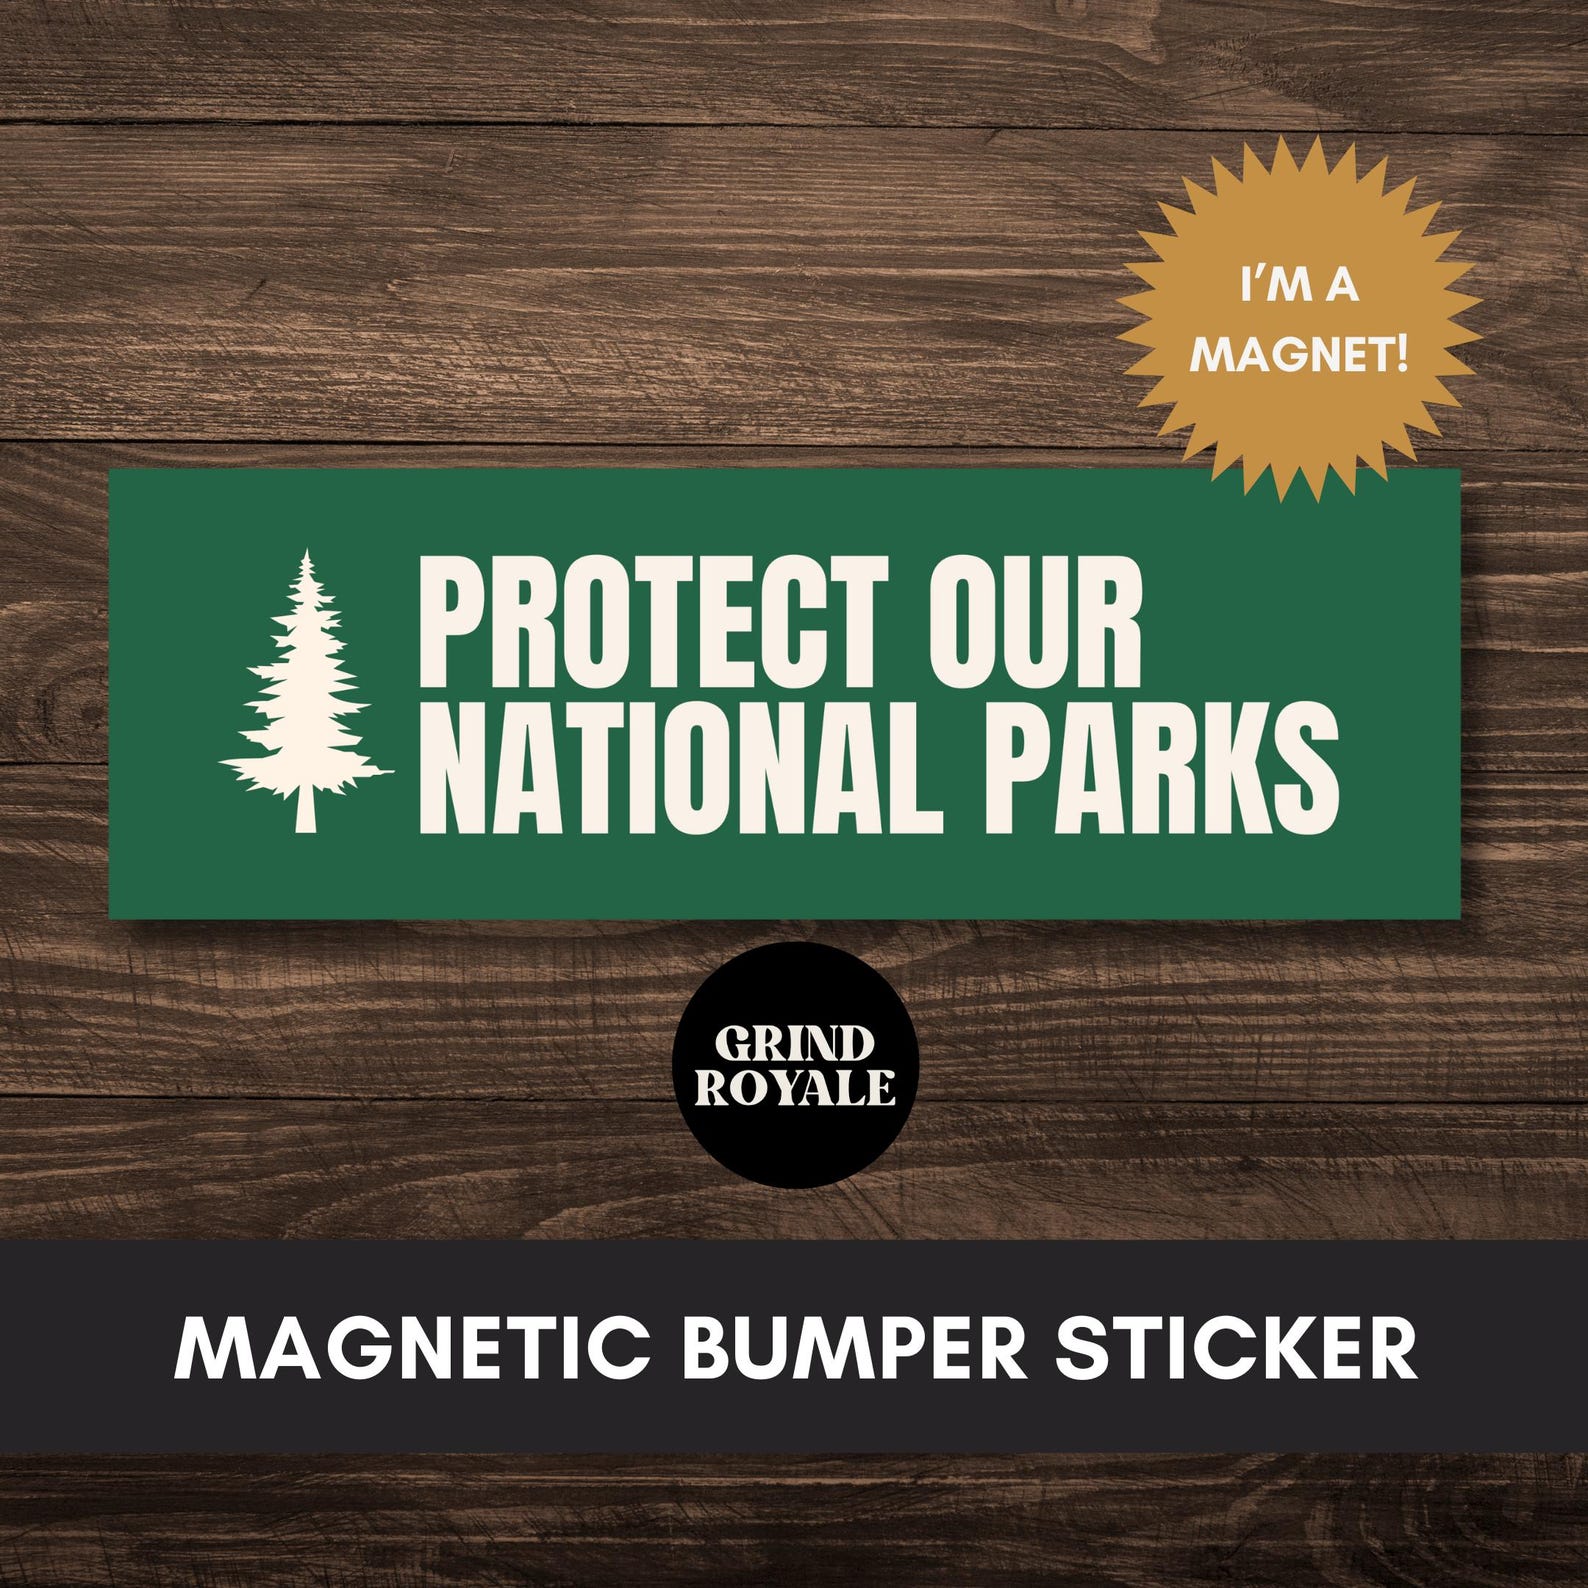 I'M A
MAGNET!
PROTECT OUR
NATIONAL PARKS
GRIND
ROYALE
MAGNETIC BUMPER STICKER